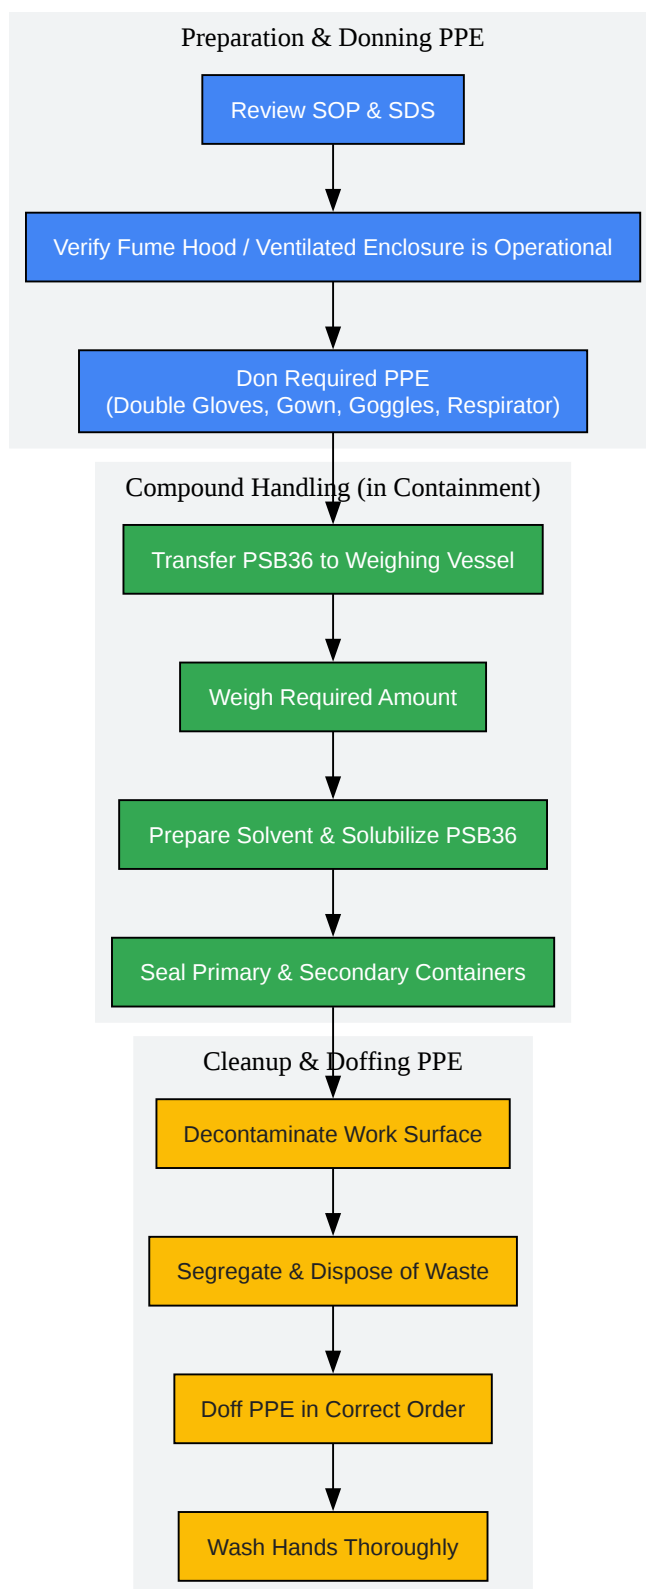 Preparation & Donning PPE
Review SOP & SDS
Verify Fume Hood / Ventilated Enclosure is Operational
Don Required PPE
(Double Gloves, Gown, Goggles, Respirator)
Compound Handling (in Containment)
Transfer PSB36 to Weighing Vessel
Weigh Required Amount
Prepare Solvent & Solubilize PSB36
Seal Primary & Secondary Containers
Cleanup & Doffing PPE
Decontaminate Work Surface
Segregate & Dispose of Waste
Doff PPE in Correct Order
Wash Hands Thoroughly